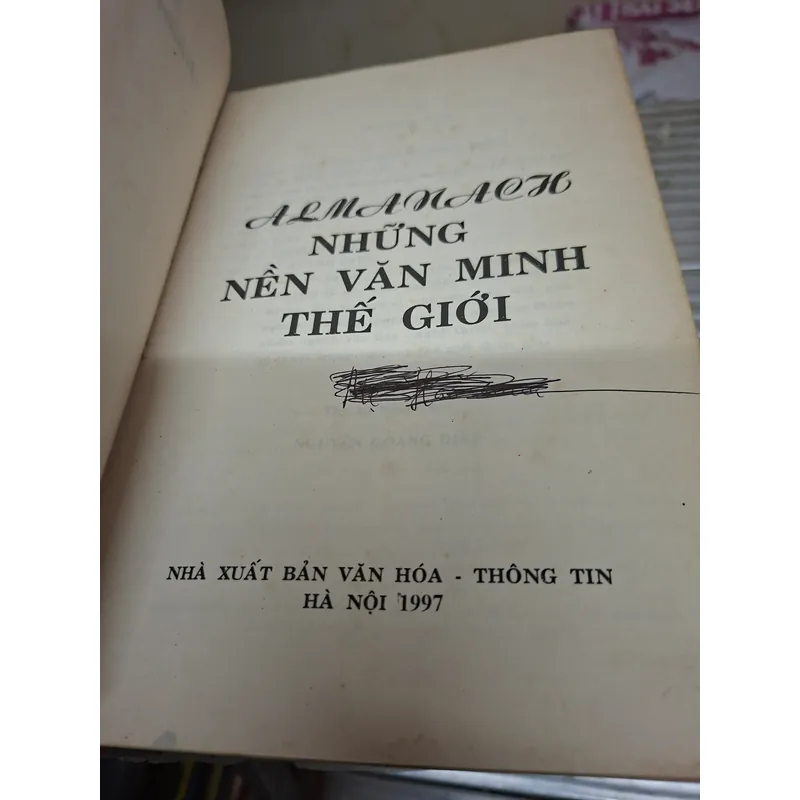 ALMANACH
NHỮNG
NỀN VĂN MINH
THẾ GIỚI
NHÀ XUẤT BẢN VĂN HÓA - THÔNG TIN
HÀ NỘI 1997